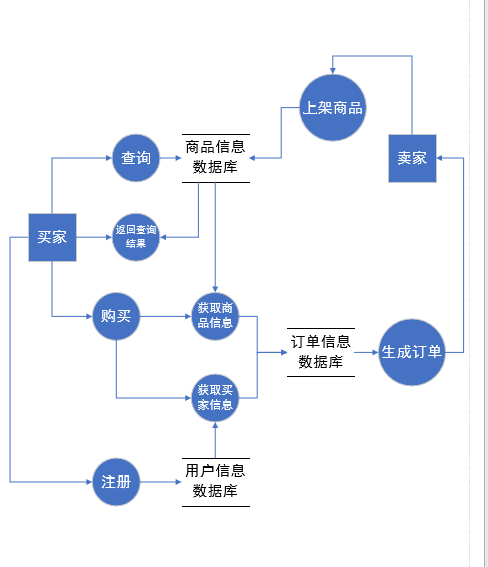 上架商品
商品信息
数据库
查询
卖家
买家
返回查询
结果
购买
获取商
品信息
订单信息
数据库
生成订单
获取买
家信息
用户信息
数据库
注册